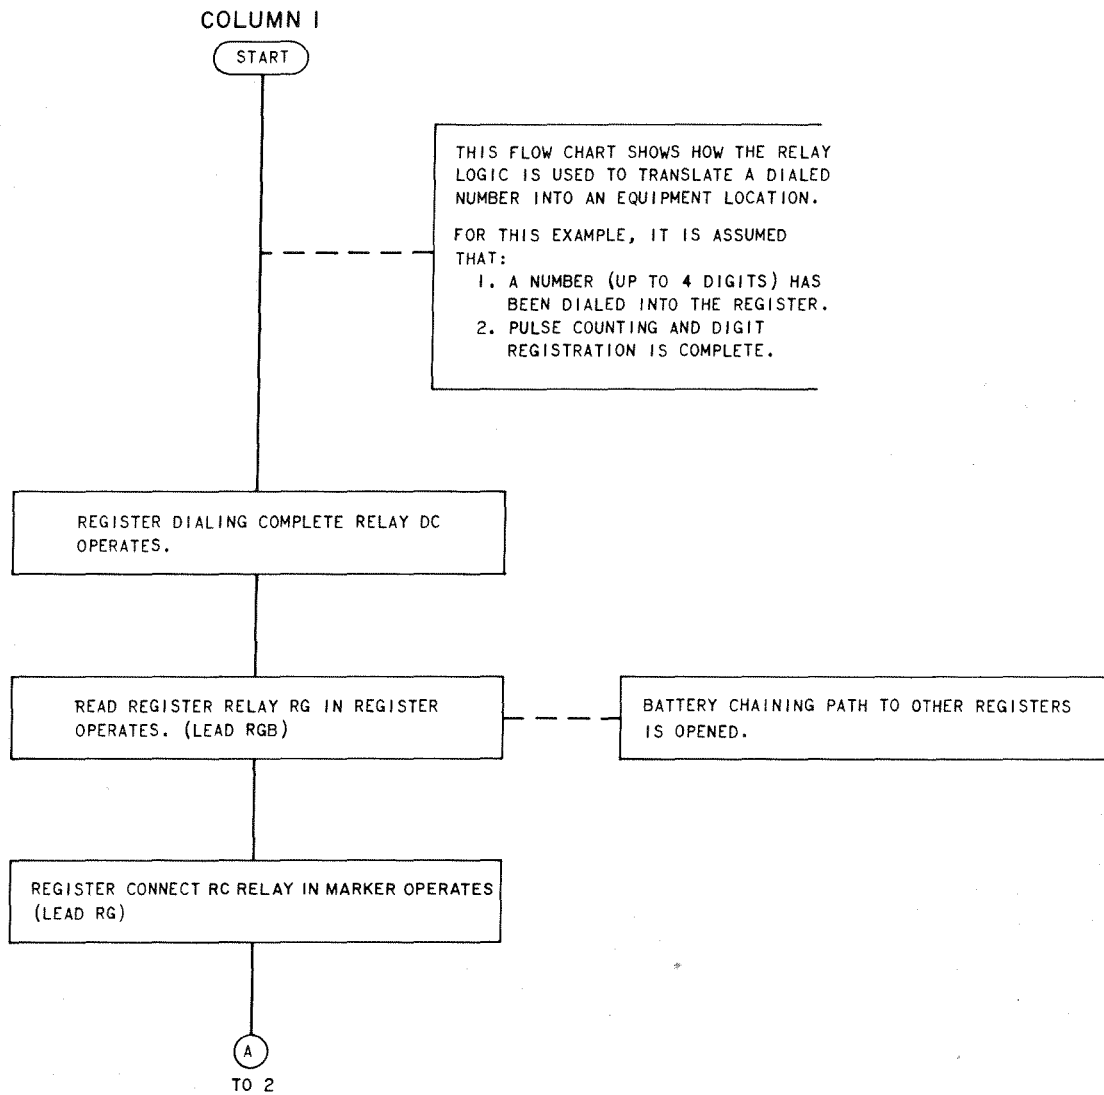 COLUMN 1
START
THIS FLOW CHART SHOWS HOW THE RELAY
LOGIC IS USED TO TRANSLATE A DIALED
NUMBER INTO AN EQUIPMENT LOCATION.
FOR THIS EXAMPLE, IT IS ASSUMED
THAT:
1. A NUMBER (UP TO 4 DIGITS) HAS
BEEN DIALED INTO THE REGISTER.
2. PULSE COUNTING AND DIGIT
REGISTRATION IS COMPLETE.
REGISTER DIALING COMPLETE RELAY DC
OPERATES.
READ REGISTER RELAY RG IN REGISTER
OPERATES. (LEAD RGB)
BATTERY CHAINING PATH TO OTHER REGISTERS
IS OPENED.
REGISTER CONNECT RC RELAY IN MARKER OPERATES
(LEAD RG)
A
TO 2